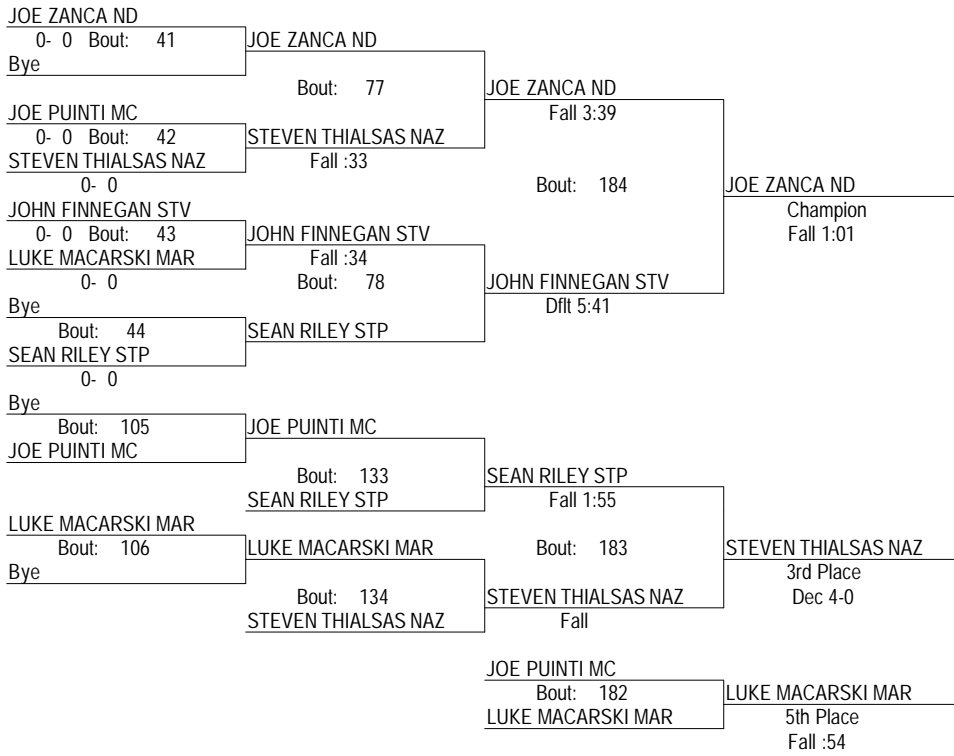 JOE ZANCA ND
0- 0 Bout: 41
Bye
JOE ZANCA ND
Bout: 77
JOE PUINTI MC
0- 0 Bout: 42
STEVEN THIALSAS NAZ
0- 0
STEVEN THIALSAS NAZ
Fall :33
JOE ZANCA ND
Fall 3:39
Bout: 184
JOHN FINNEGAN STV
0- 0 Bout: 43
LUKE MACARSKI MAR
0- 0
JOHN FINNEGAN STV
Fall :34
Bout: 78
Bye
Bout: 44
SEAN RILEY STP
0- 0
SEAN RILEY STP
JOHN FINNEGAN STV
Dflt 5:41
JOE ZANCA ND
Champion
Fall 1:01
Bye
Bout: 105
JOE PUINTI MC
JOE PUINTI MC
Bout: 133
SEAN RILEY STP
SEAN RILEY STP
Fall 1:55
LUKE MACARSKI MAR
Bout: 106
Bye
LUKE MACARSKI MAR
Bout: 134
STEVEN THIALSAS NAZ
Bout: 183
STEVEN THIALSAS NAZ
Fall
STEVEN THIALSAS NAZ
3rd Place
Dec 4-0
JOE PUINTI MC
Bout: 182
LUKE MACARSKI MAR
LUKE MACARSKI MAR
5th Place
Fall :54